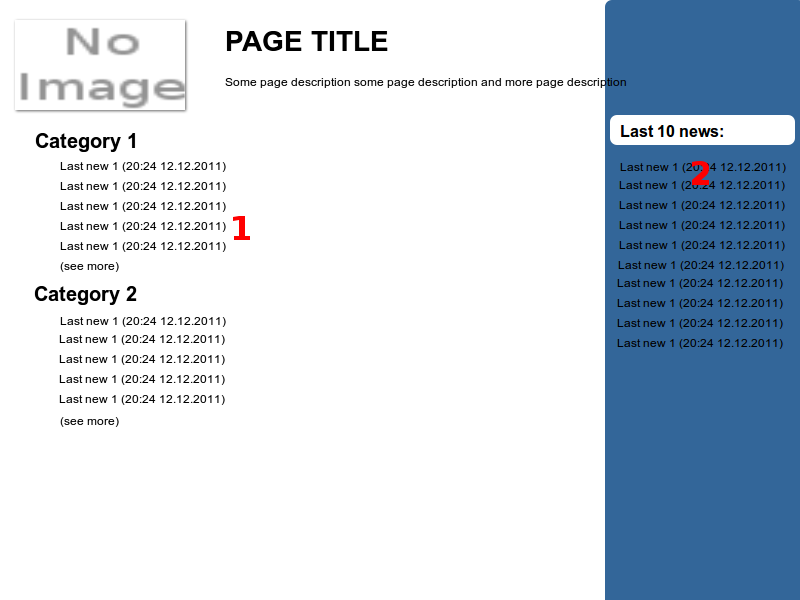 No
Image
PAGE TITLE
Some page description some page description and more page description
Category 1
Last new 1 (20:24 12.12.2011)
Last new 1 (20:24 12.12.2011)
Last new 1 (20:24 12.12.2011)
Last new 1 (20:24 12.12.2011) 1
Last new 1 (20:24 12.12.2011)
(see more)
Category 2
Last new 1 (20:24 12.12.2011)
Last new 1 (20:24 12.12.2011)
Last new 1 (20:24 12.12.2011)
Last new 1 (20:24 12.12.2011)
Last new 1 (20:24 12.12.2011)
(see more)
Last 10 news:
2
Last new 1 (20:24 12.12.2011)
Last new 1 (20:24 12.12.2011)
Last new 1 (20:24 12.12.2011)
Last new 1 (20:24 12.12.2011)
Last new 1 (20:24 12.12.2011)
Last new 1 (20:24 12.12.2011)
Last new 1 (20:24 12.12.2011)
Last new 1 (20:24 12.12.2011)
Last new 1 (20:24 12.12.2011)
Last new 1 (20:24 12.12.2011)